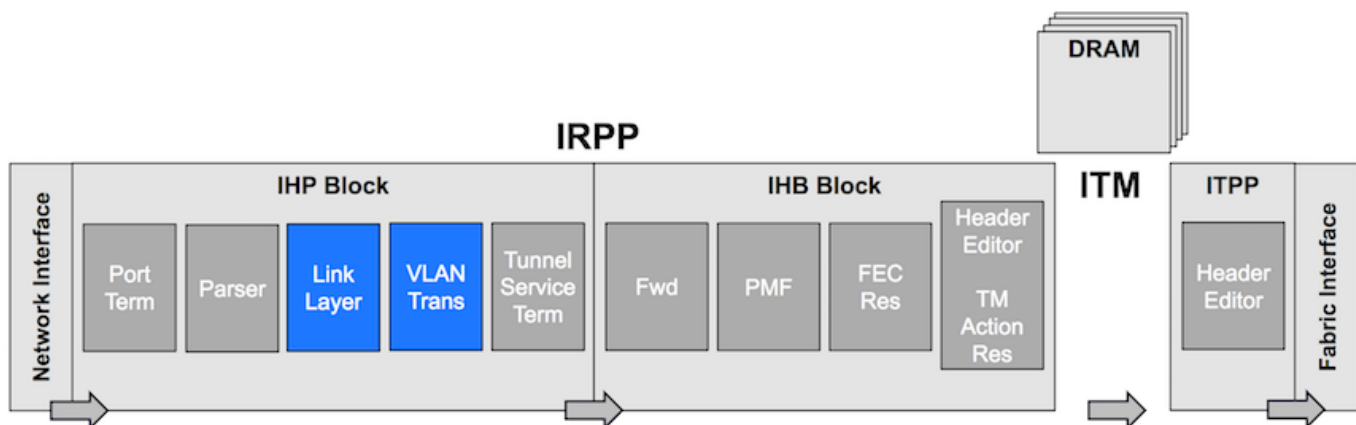 DRAM
IRPP
Network Interface
IHP Block
Port
Term
Parser
Link
Layer
VLAN
Trans
Tunnel
Service
Term
IHB Block
Fwd
PMF
FEC
Res
Header
Editor
TM
Action
Res
ITM
ITPP
Header
Editor
Fabric Interface